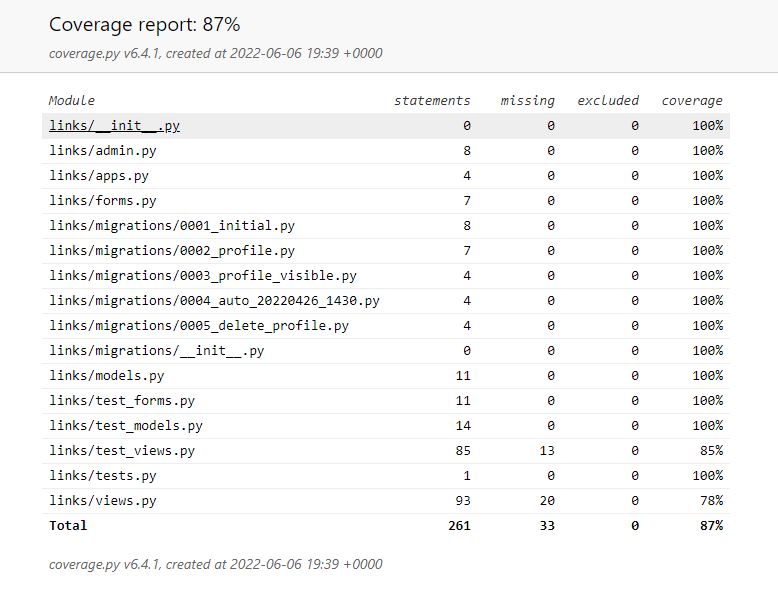 Coverage report: 87%
coverage.py v6.4.1, created at 2022-06-06 19:39 +0000
Module statements missing excluded coverage
links/__init__.py 0 0 0 100%
links/admin.py 8 0 0 100%
links/apps.py 4 0 0 100%
links/forms.py 7 0 0 100%
links/migrations/0001_initial.py 8 0 0 100%
links/migrations/0002_profile.py 7 0 0 100%
links/migrations/0003_profile_visible.py 4 0 0 100%
links/migrations/0004_auto_20220426_1430.py 4 0 0 100%
links/migrations/0005_delete_profile.py 4 0 0 100%
links/migrations/__init__.py 0 0 0 100%
links/models.py 11 0 0 100%
links/test_forms.py 11 0 0 100%
links/test_models.py 14 0 0 100%
links/test_views.py 85 13 0 85%
links/tests.py 1 0 0 100%
links/views.py 93 20 0 78%
Total 261 33 0 87%
coverage.py v6.4.1, created at 2022-06-06 19:39 +0000